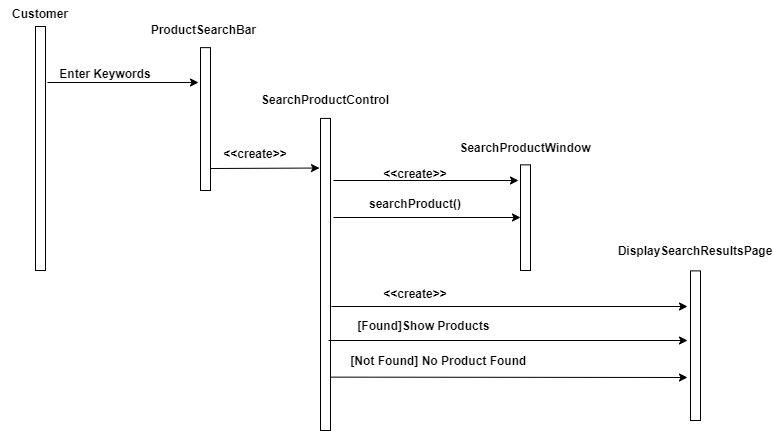 Customer
ProductSearchBar
Enter Keywords
SearchProductControl
<<create>>
SearchProductWindow
<<create>>
searchProduct()
DisplaySearchResultsPage
<<create>>
[Found]Show Products
[Not Found] No Product Found